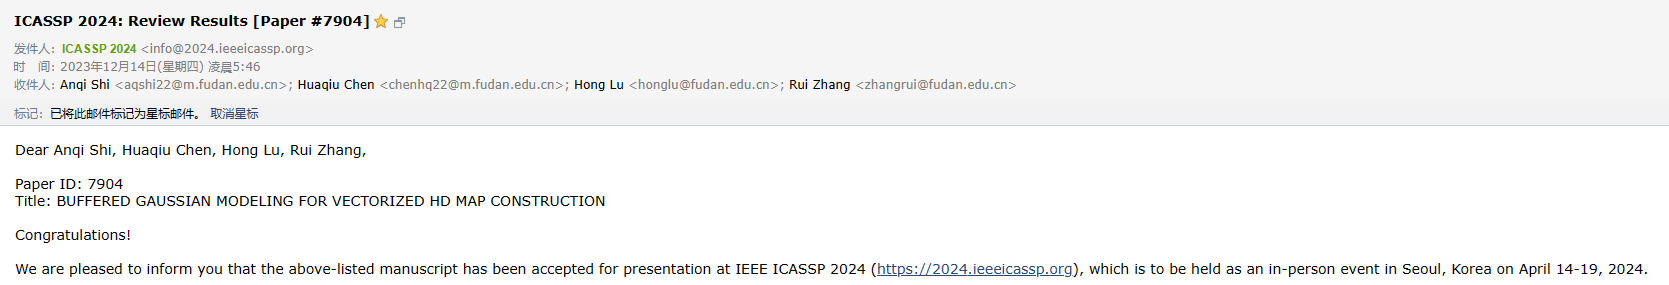 ICASSP 2024: Review Results [Paper #7904]
发件人：ICASSP 2024 <info@2024.ieeeicassp.org>
时　间：2023年12月14日(星期四) 凌晨5:46
收件人：Anqi Shi <aqshi22@m.fudan.edu.cn>; Huaqiu Chen <chenhq22@m.fudan.edu.cn>; Hong Lu <honglu@fudan.edu.cn>; Rui Zhang <zhangrui@fudan.edu.cn>
标记：已将此邮件标记为星标邮件。 取消星标
Dear Anqi Shi, Huaqiu Chen, Hong Lu, Rui Zhang,
Paper ID: 7904
Title: BUFFERED GAUSSIAN MODELING FOR VECTORIZED HD MAP CONSTRUCTION
Congratulations!
We are pleased to inform you that the above-listed manuscript has been accepted for presentation at IEEE ICASSP 2024 (https://2024.ieeeicassp.org), which is to be held as an in-person event in Seoul, Korea on April 14-19, 2024.